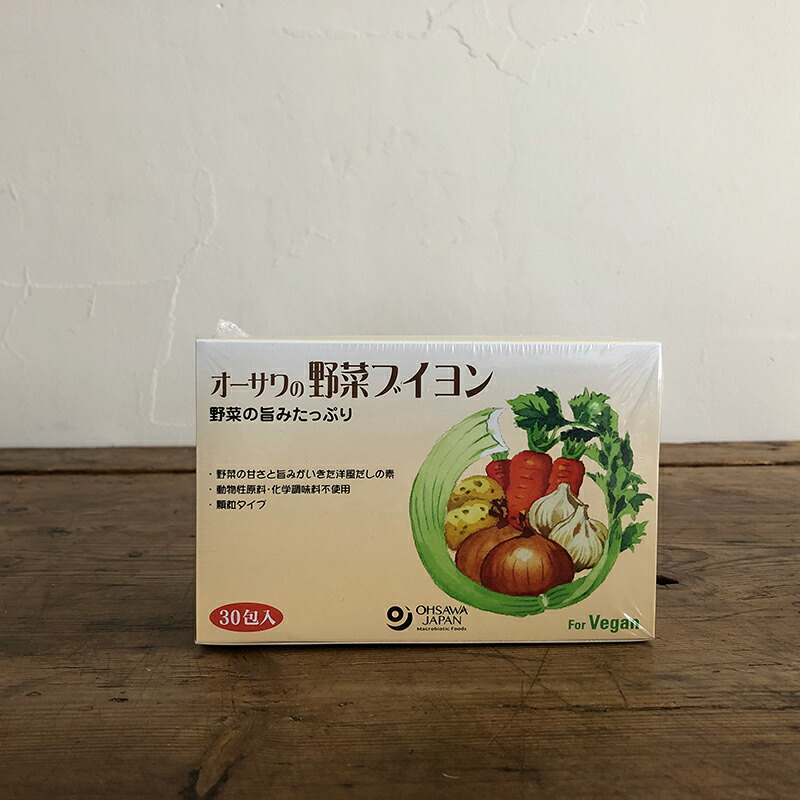 オーサワの野菜ブイヨン
野菜の旨みたっぷり
・野菜の甘さと旨みがいきた洋風だしの素
・動物性原料・化学調味料不使用
・顆粒タイプ
30包入
OHSAWA
JAPAN
Macrobiotic Foods
For Vegan